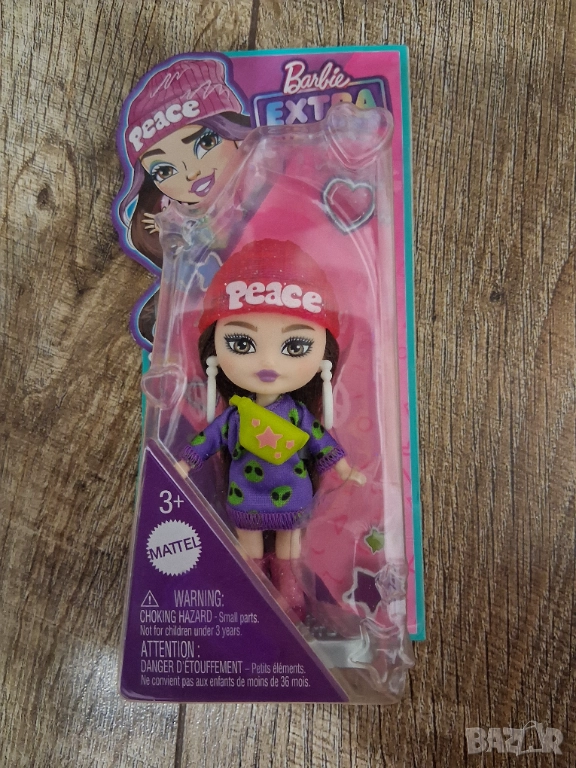 Barbie
EXTRA
Peace
Peace
3+
MATTEL
WARNING:
CHOKING HAZARD - Small parts.
Not for children under 3 years.
ATTENTION :
DANGER D'ÉTOUFFEMENT - Petits éléments.
Ne convient pas aux enfants de moins de 36 mois.
BAZAR